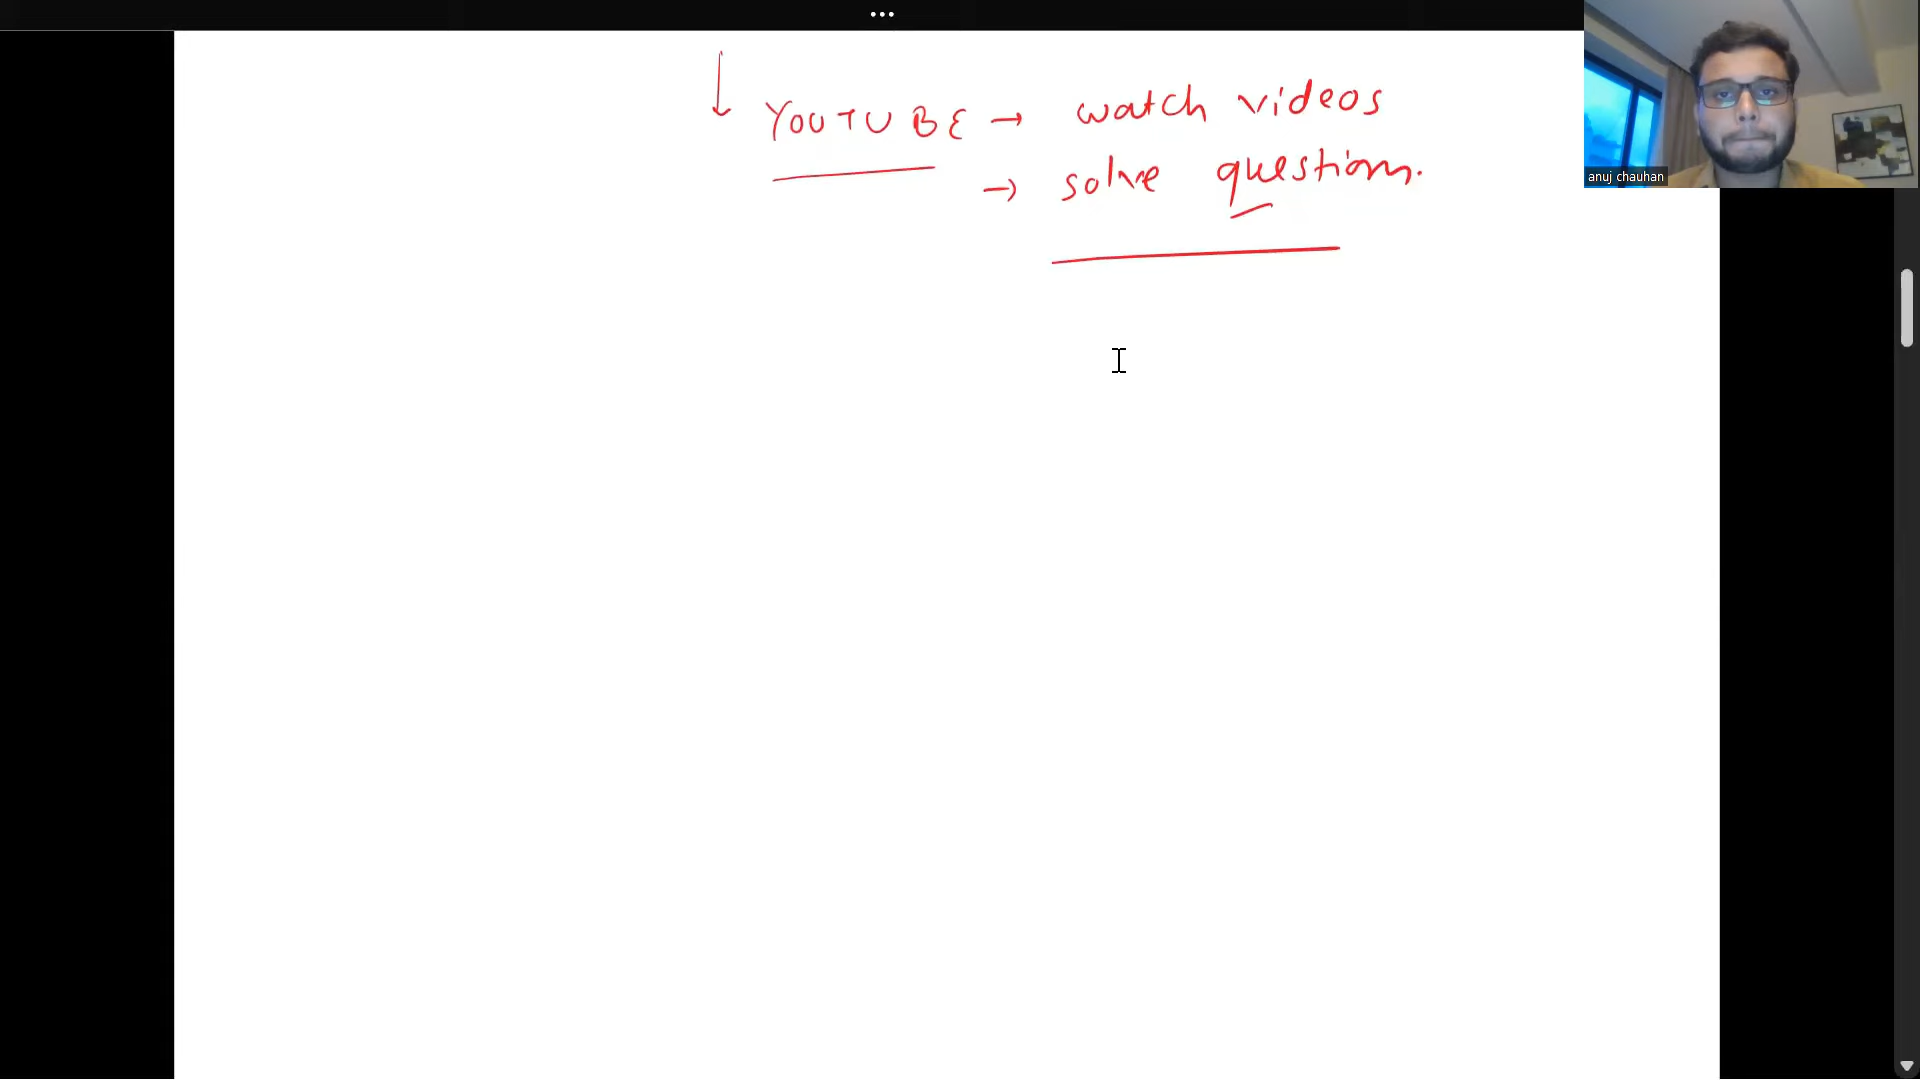 YOUTUBE → watch videos
→ solve questions.
anuj chauhan